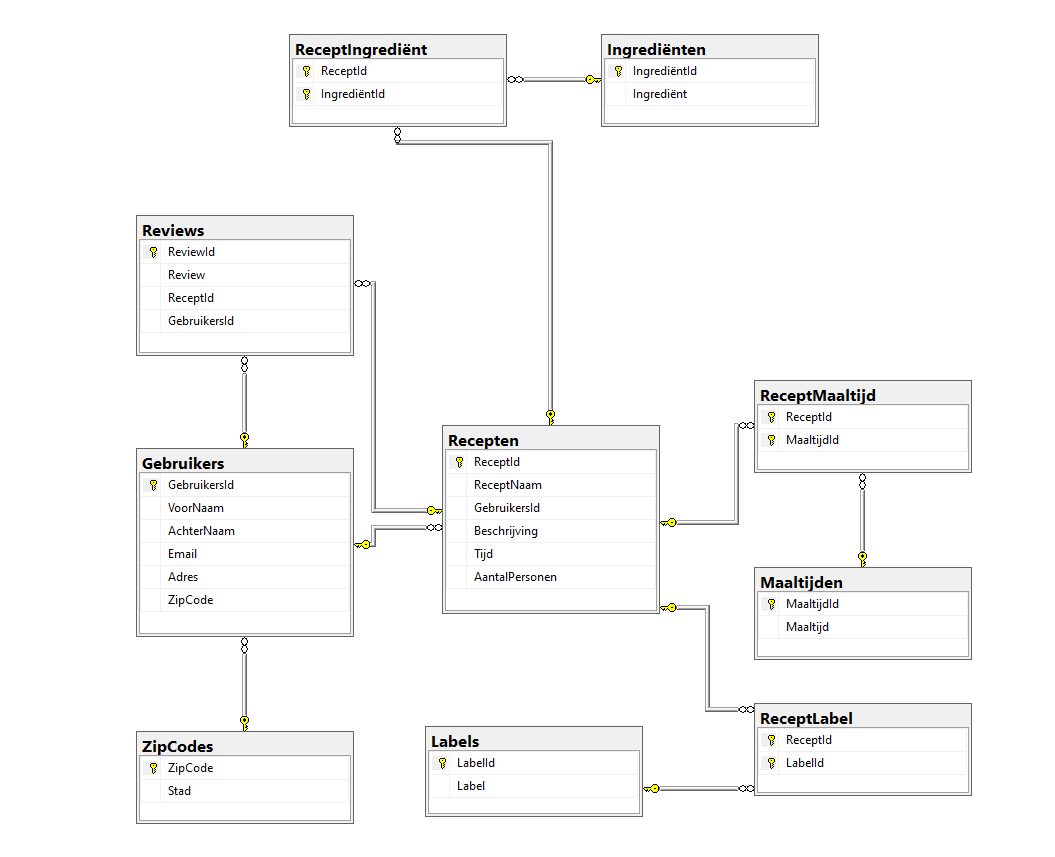 ReceptIngrediënt
ReceptId
IngrediëntId
Ingrediënten
IngrediëntId
Ingrediënt
Reviews
ReviewId
Review
ReceptId
GebruikersId
Gebruikers
GebruikersId
VoorNaam
AchterNaam
Email
Adres
ZipCode
Recepten
ReceptId
ReceptNaam
GebruikersId
Beschrijving
Tijd
AantalPersonen
ReceptMaaltijd
ReceptId
MaaltijdId
Maaltijden
MaaltijdId
Maaltijd
ZipCodes
ZipCode
Stad
Labels
LabelId
Label
ReceptLabel
ReceptId
LabelId